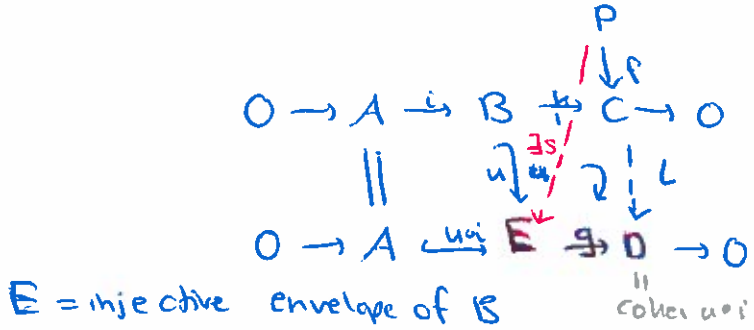 P
f
0 → A →i B →k C → 0
|| u ∃s L
0 → A u∘i E g D → 0
||
E = injective envelope of B coker u∘i